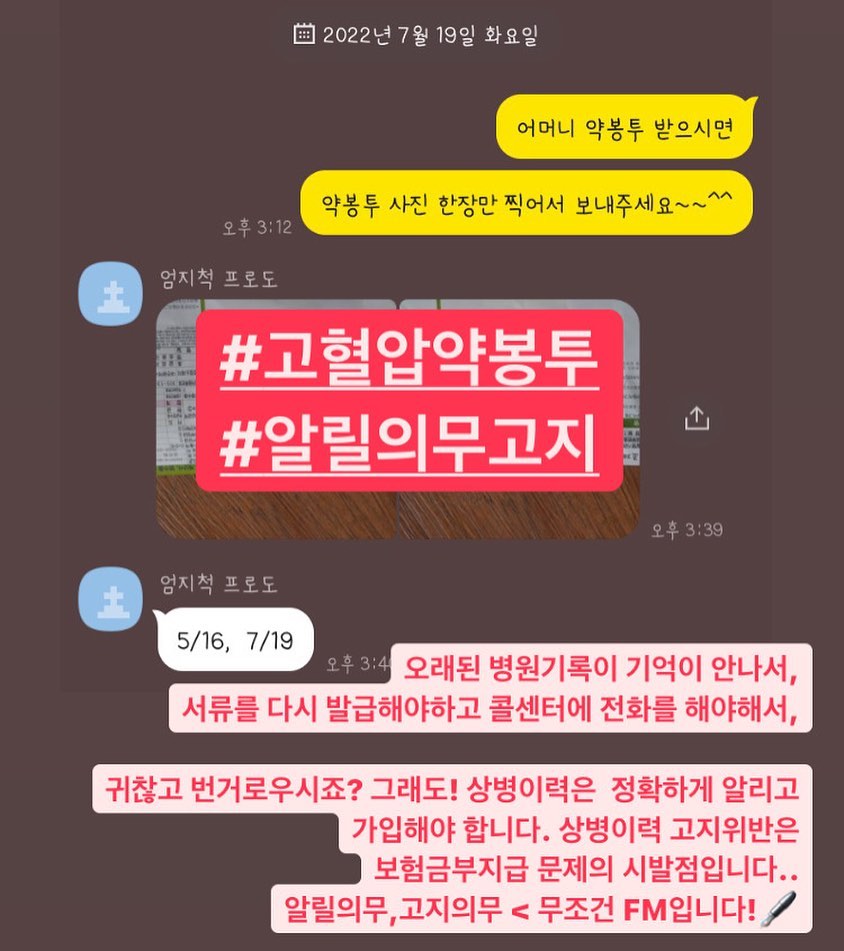 2022년 7월 19일 화요일
어머니 약봉투 받으시면
약봉투 사진 한장만 찍어서 보내주세요~~^^
오후 3:12
엄지척 프로도
#고혈압약봉투
#알릴의무고지
오후 3:39
엄지척 프로도
5/16, 7/19
오후 3:4
오래된 병원기록이 기억이 안나서,
서류를 다시 발급해야하고 콜센터에 전화를 해야해서,
귀찮고 번거로우시죠? 그래도! 상병이력은 정확하게 알리고
가입해야 합니다. 상병이력 고지위반은
보험금부지급 문제의 시발점입니다..
알릴의무,고지의무 < 무조건 FM입니다!